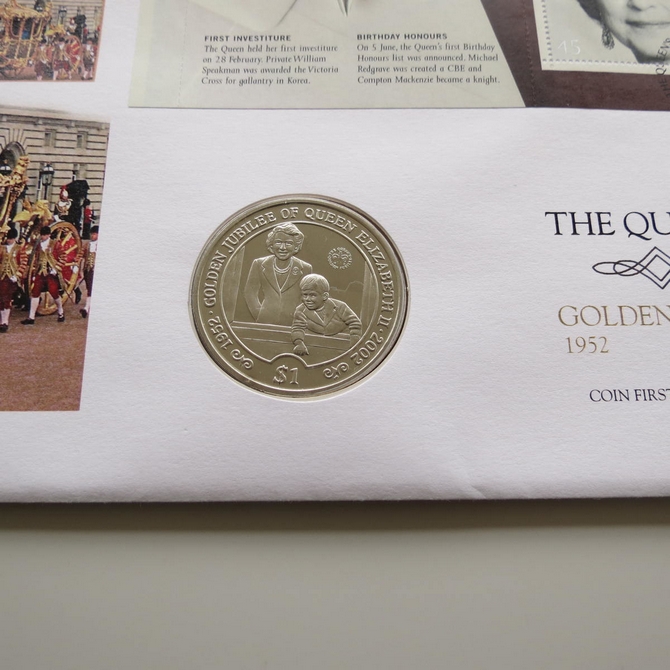 FIRST INVESTITURE
The Queen held her first investiture
on 28 February. Private William
Speakman was awarded the Victoria
Cross for gallantry in Korea.
BIRTHDAY HONOURS
On 5 June, the Queen's first Birthday
Honours list was announced. Michael
Redgrave was created a CBE and
Compton Mackenzie became a knight.
45
1952 · GOLDEN JUBILEE OF QUEEN ELIZABETH II · 2002
$1
THE QU
GOLDEN
1952
COIN FIRST